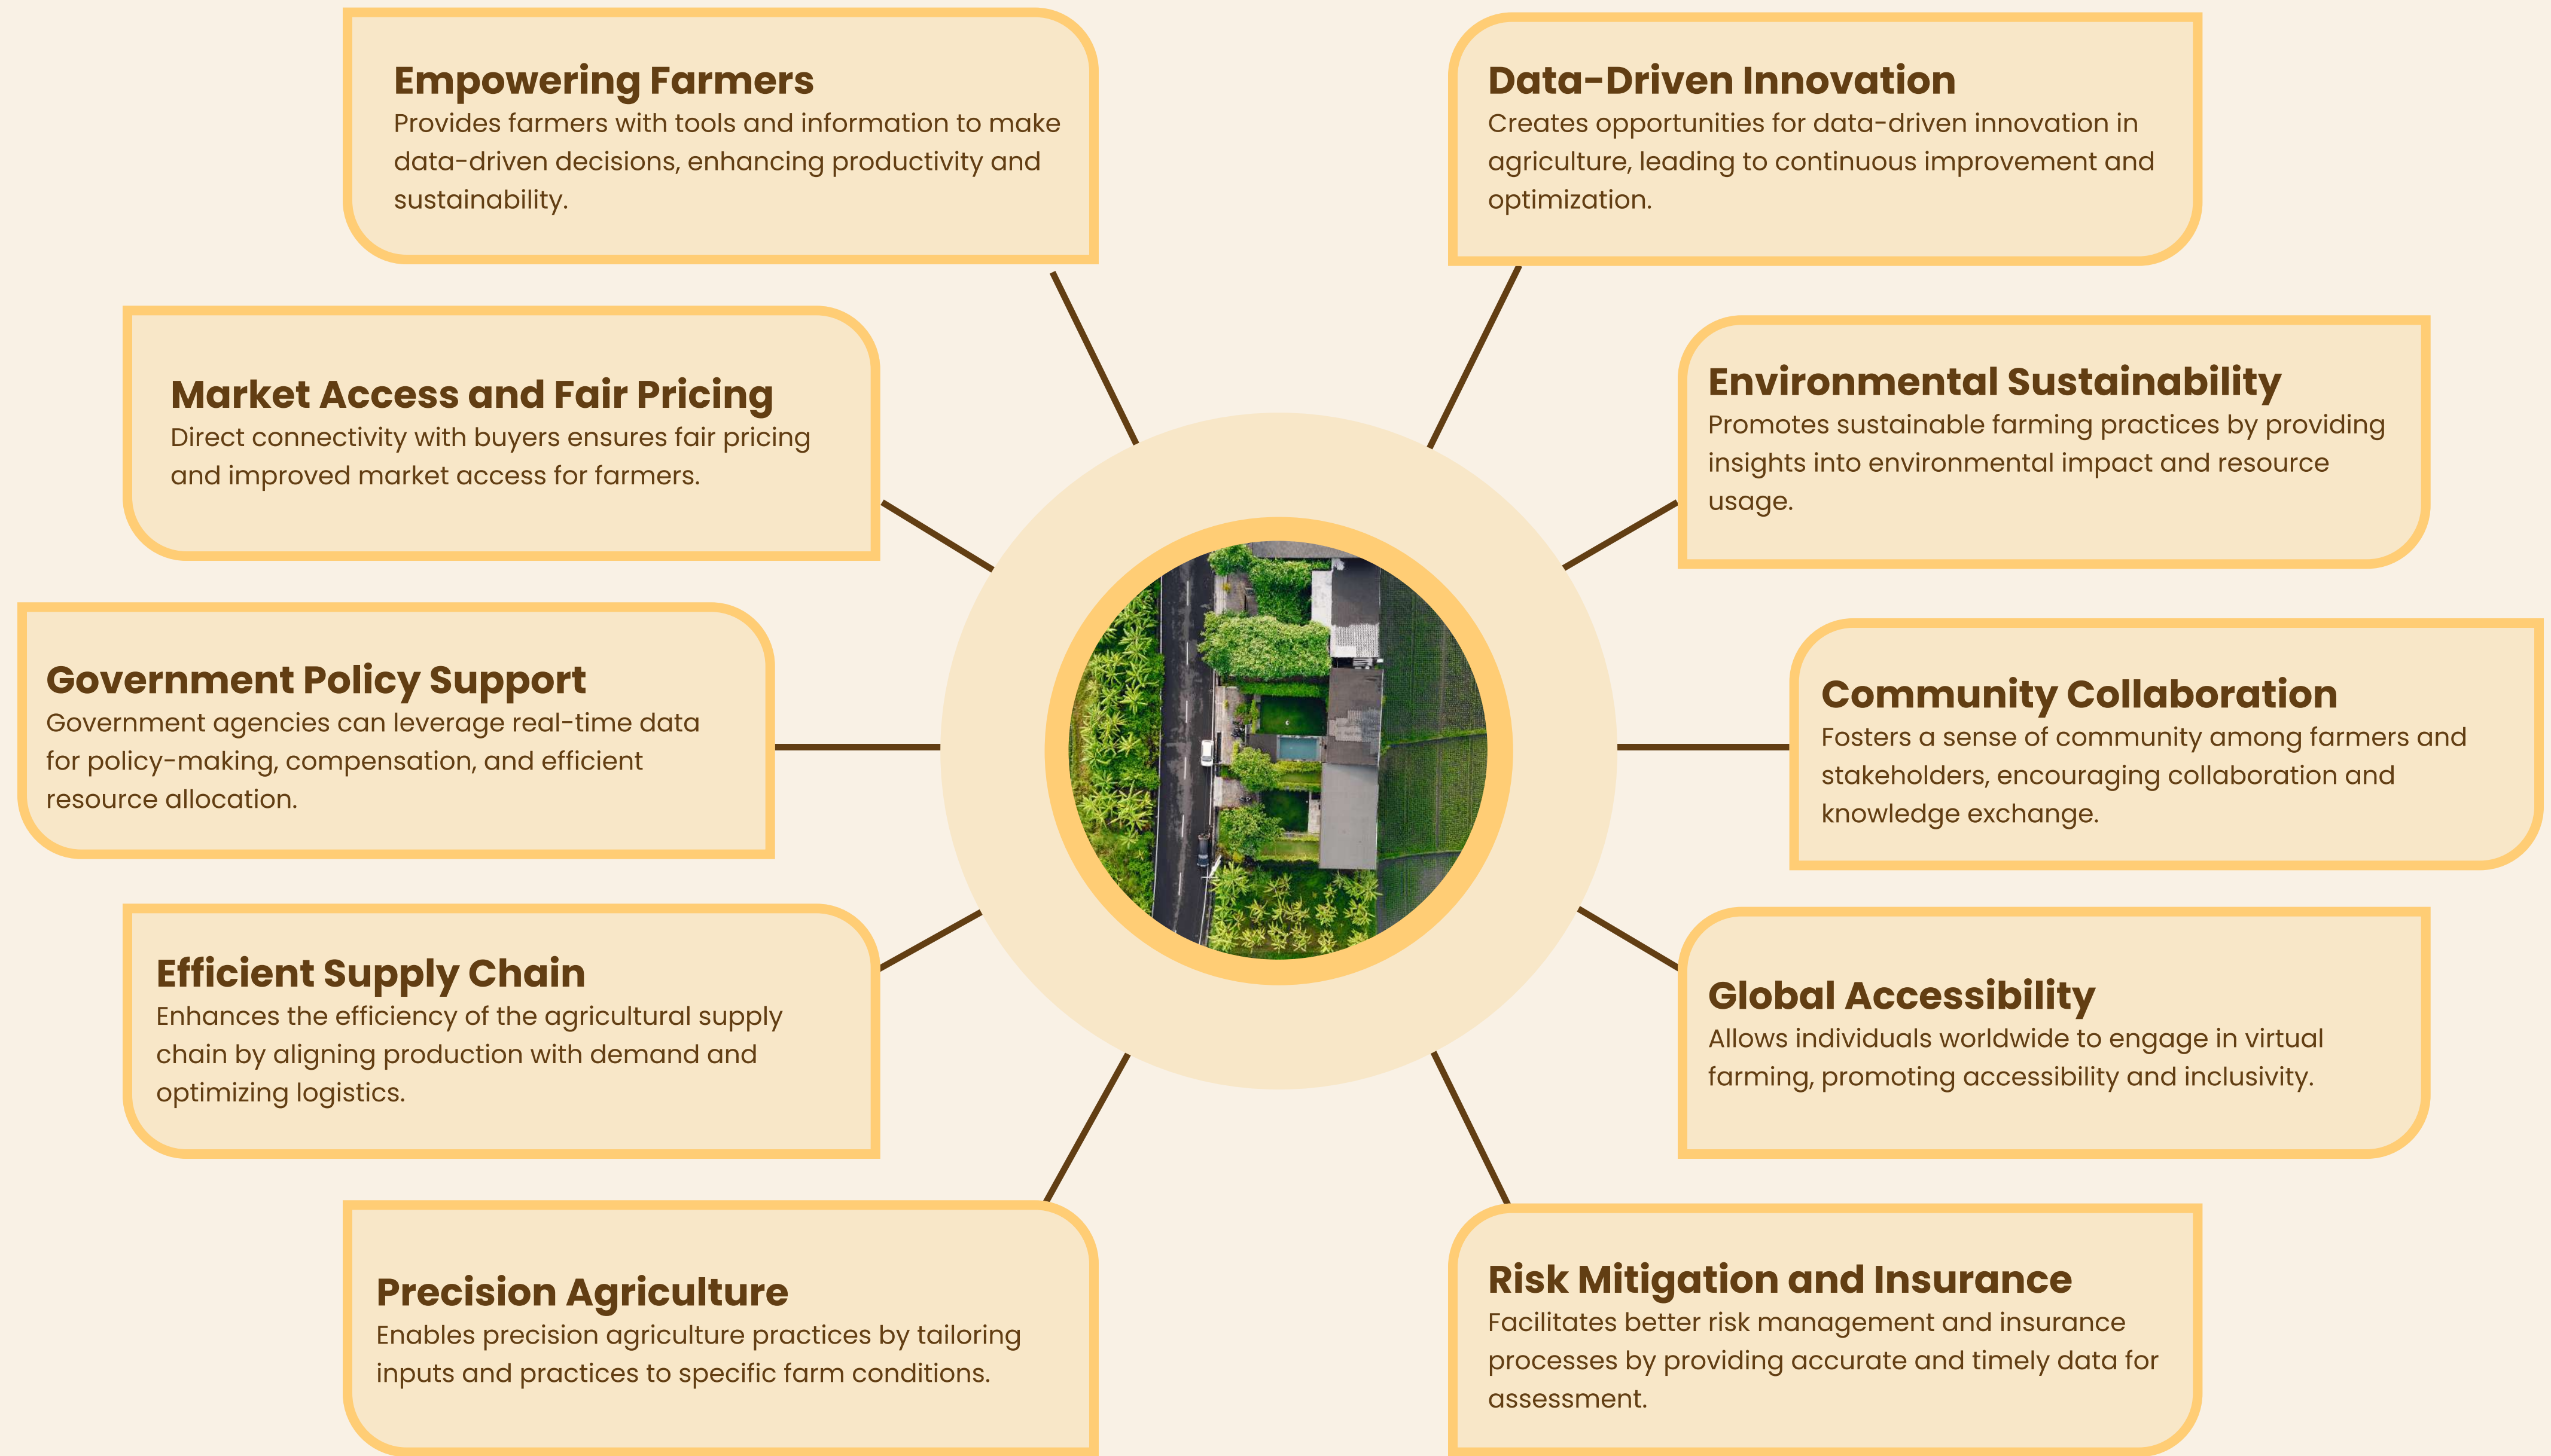 Empowering Farmers
Provides farmers with tools and information to make
data-driven decisions, enhancing productivity and
sustainability.
Market Access and Fair Pricing
Direct connectivity with buyers ensures fair pricing
and improved market access for farmers.
Government Policy Support
Government agencies can leverage real-time data
for policy-making, compensation, and efficient
resource allocation.
Efficient Supply Chain
Enhances the efficiency of the agricultural supply
chain by aligning production with demand and
optimizing logistics.
Precision Agriculture
Enables precision agriculture practices by tailoring
inputs and practices to specific farm conditions.
Data-Driven Innovation
Creates opportunities for data-driven innovation in
agriculture, leading to continuous improvement and
optimization.
Environmental Sustainability
Promotes sustainable farming practices by providing
insights into environmental impact and resource
usage.
Community Collaboration
Fosters a sense of community among farmers and
stakeholders, encouraging collaboration and
knowledge exchange.
Global Accessibility
Allows individuals worldwide to engage in virtual
farming, promoting accessibility and inclusivity.
Risk Mitigation and Insurance
Facilitates better risk management and insurance
processes by providing accurate and timely data for
assessment.